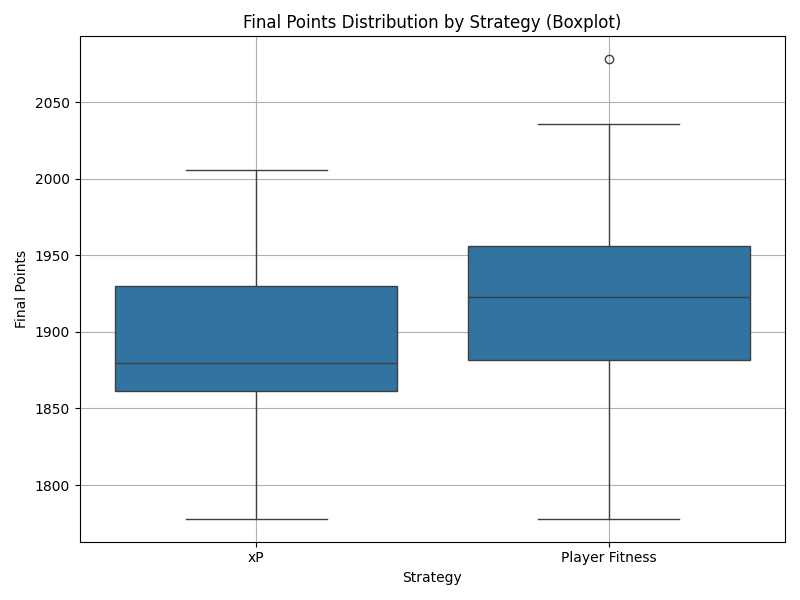 Final Points Distribution by Strategy (Boxplot)
Final Points
2050
2000
1950
1900
1850
1800
xP
Player Fitness
Strategy